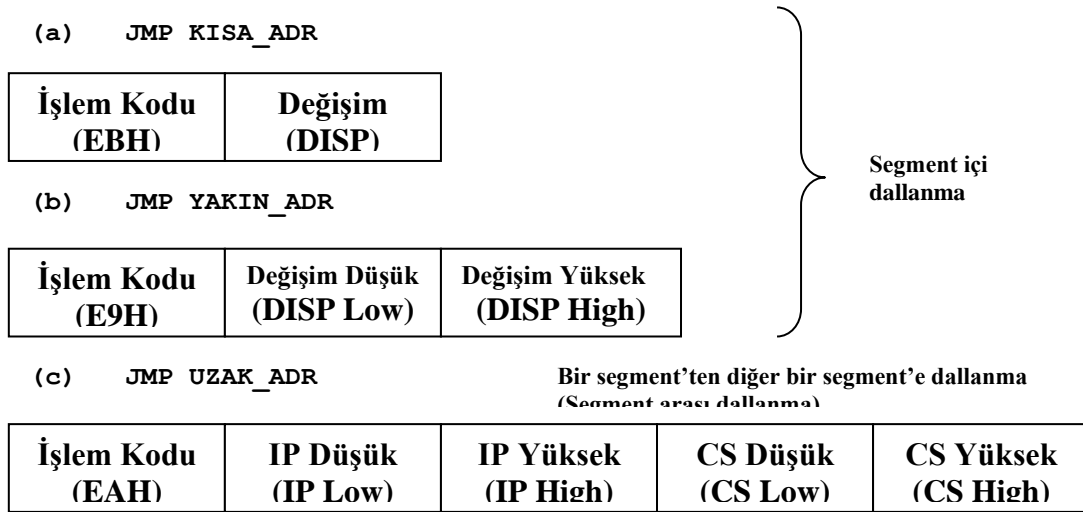 (a) JMP KISA_ADR
İşlem Kodu
(EBH)
Değişim
(DISP)
Segment içi
dallanma
(b) JMP YAKIN_ADR
İşlem Kodu
(E9H)
Değişim Düşük
(DISP Low)
Değişim Yüksek
(DISP High)
(c) JMP UZAK_ADR
Bir segment’ten diğer bir segment’e dallanma
(Segment arası dallanma)
İşlem Kodu
(EAH)
IP Düşük
(IP Low)
IP Yüksek
(IP High)
CS Düşük
(CS Low)
CS Yüksek
(CS High)